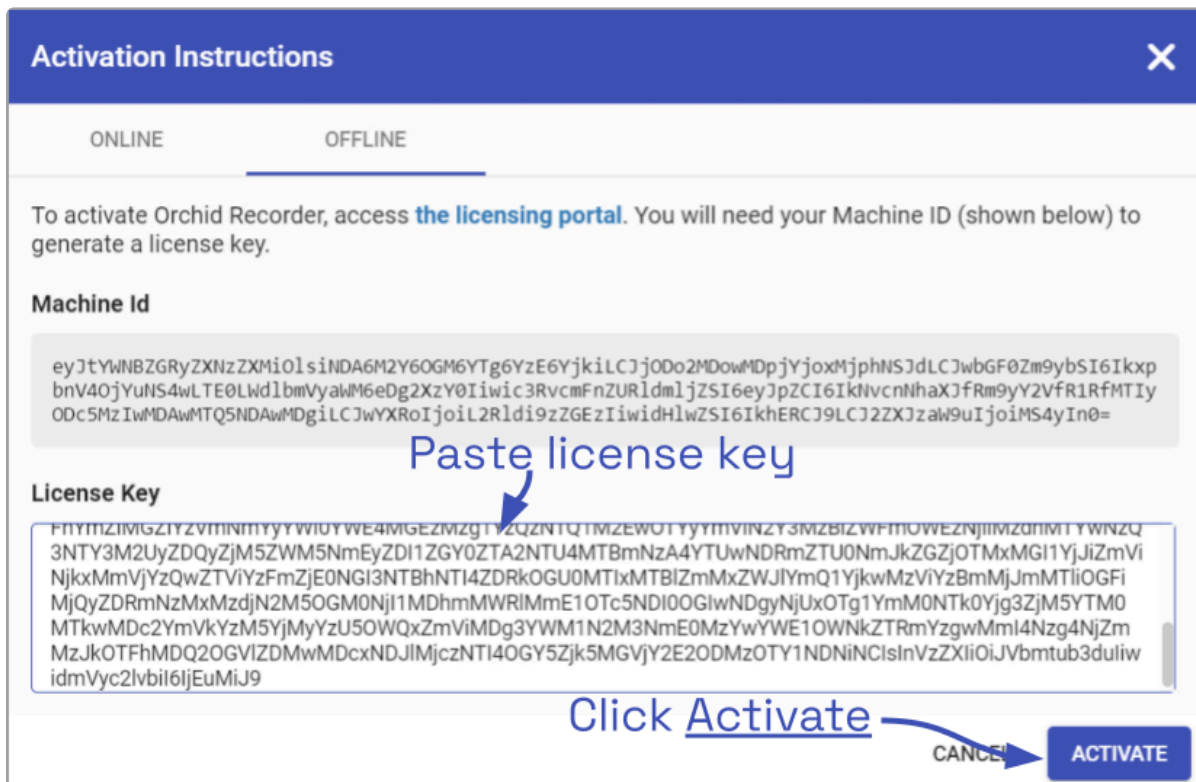 Activation Instructions
ONLINE
OFFLINE
To activate Orchid Recorder, access the licensing portal. You will need your Machine ID (shown below) to
generate a license key.
Machine Id
eyJtYWNBZGRyZXNzZXMiOlsiNDA6M2Y6OGM6YTg6YzE6YjkiLCJjODo2MDowMDpjYjoxMjphNSJdLCJwbGF0Zm9ybSI6Ikxp
bnV4OjYuNS4wLTE0LWdlbmVyaWM6eDg2XzY0Iiwic3RvcmFnZURldmljZSI6eyJpZCI6IkNvcnNhaXJfRm9yY2VfR1RfMTIy
ODc5MzIwMDAwMTQ5NDAwMDgiLCJwYXRoIjoiL2Rldi9zZGEzIiwidHlwZSI6IkhERCJ9LCJ2ZXJzaW9uIjoiMS4yIn0=
Paste license key
License Key
3NTY3M2UyZDQyZjM5ZWM5NmEyZDI1ZGY0ZTA2NTU4MTBmNzA4YTUwNDRmZTU0NmJkZGZjOTMxMGI1YjJiZmVi
NjkxMmVjYzQwZTViYzFmZjE0NGI3NTBhNTI4ZDRkOGU0MTIxMTBlZmMxZWJlYmQ1YjkwMzViYzBmMjJmMTliOGFi
MjQyZDRmNzMxMzdjN2M5OGM0NjI1MDhmMWRlMmE1OTc5NDI0OGIwNDgyNjUxOTg1YmM0NTk0Yjg3ZjM5YTM0
MTkwMDc2YmVkYzM5YjMyYzU5OWQxZmViMDg3YWM1N2M3NmE0MzYwYWE1OWNkZTRmYzgwMmI4Nzg4NjZm
MzJkOTFhMDQ2OGVlZDMwMDcxNDJlMjczNTI4OGY5Zjk5MGVjY2E2ODMzOTY1NDNiNCIsInVzZXIiOiJVbmtub3duIiw
idmVyc2lvbiI6IjEuMiJ9
Click Activate
ACTIVATE